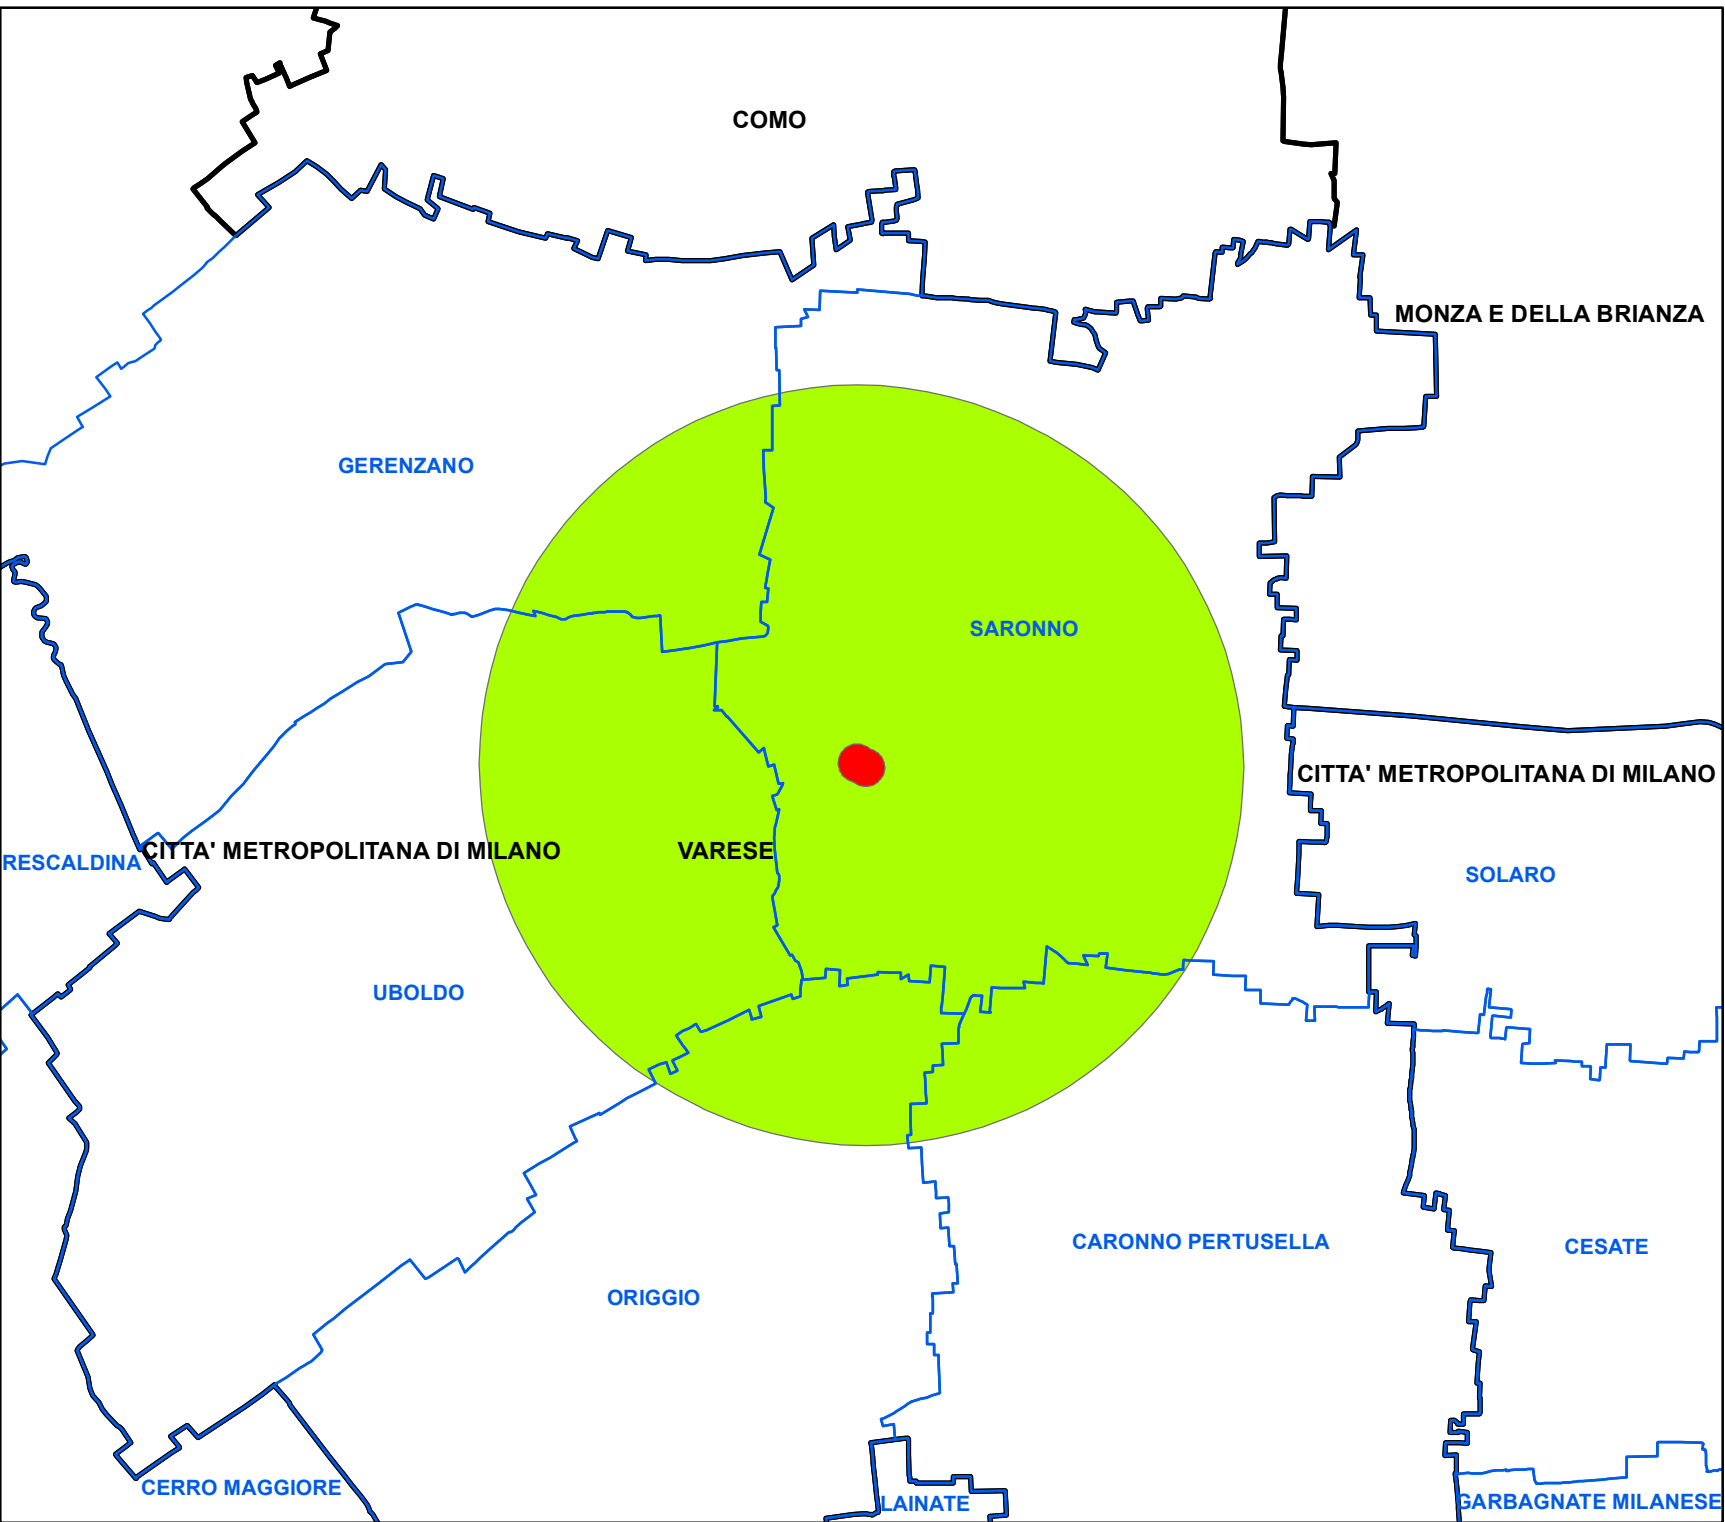 COMO
MONZA E DELLA BRIANZA
GERENZANO
SARONNO
CITTA' METROPOLITANA DI MILANO
CITTA' METROPOLITANA DI MILANO
VARESE
RESCALDINA
SOLARO
UBOLDO
CARONNO PERTUSELLA
CESATE
ORIGGIO
CERRO MAGGIORE
LAINATE
GARBAGNATE MILANESE